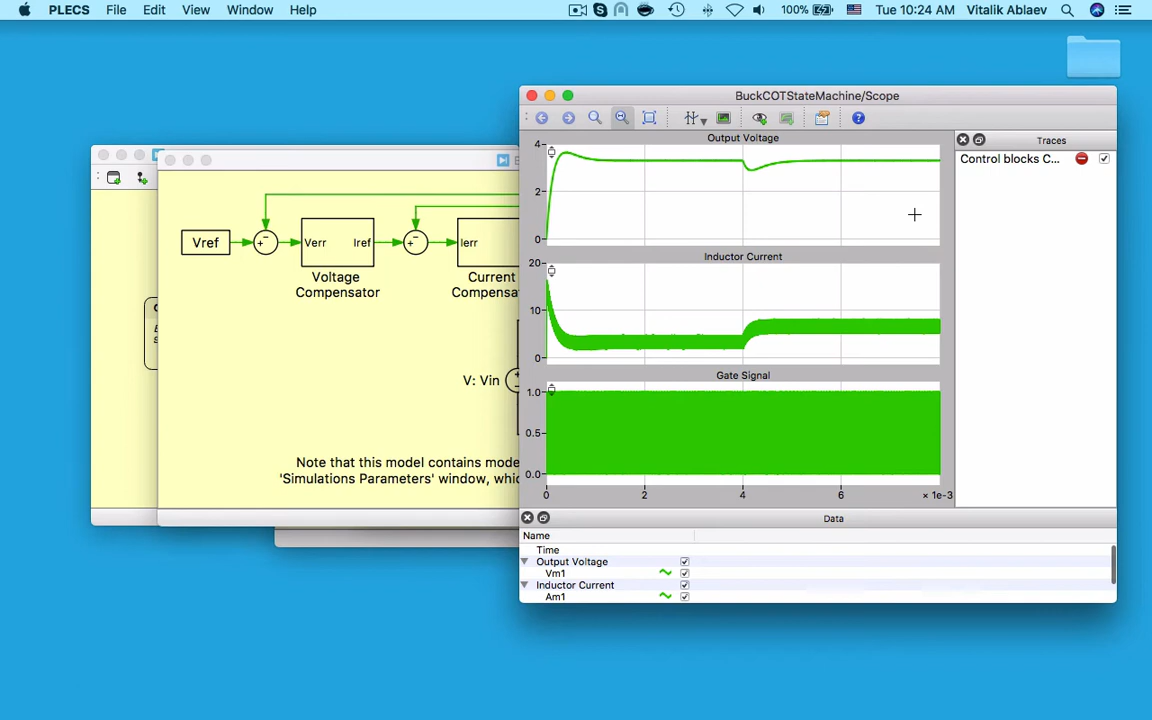 PLECS File Edit View Window Help 100% Tue 10:24 AM Vitalik Ablaev
BuckCOTStateMachine/Scope
Output Voltage
4
2
0
Inductor Current
20
10
0
Gate Signal
1.0
0.5
0.0
0 2 4 6 × 1e-3
Traces
Control blocks C...
Vref
+
−
Verr Iref
Voltage
Compensator
+
−
Ierr
Current
V: Vin
+
Note that this model contains
'Simulations Parameters' window,
Data
Name
Time
Output Voltage
Vm1
Inductor Current
Am1